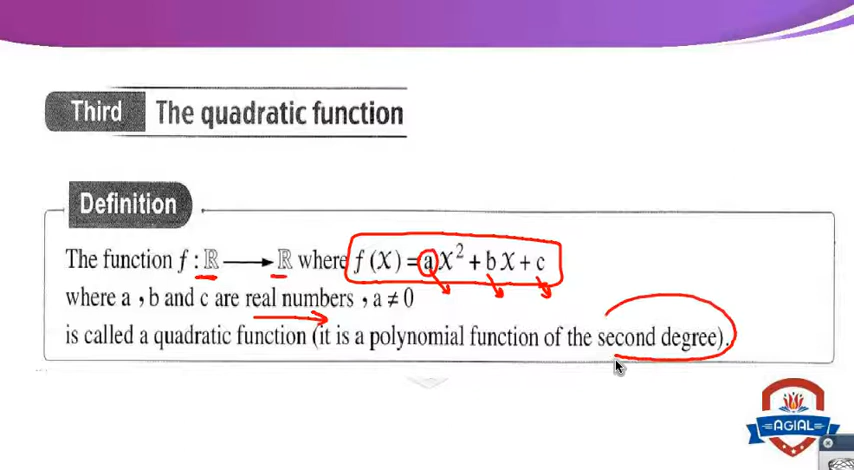 Third The quadratic function
Definition
The function f : ℝ ⟶ ℝ where f (X) = a X² + b X + c
where a , b and c are real numbers , a ≠ 0
is called a quadratic function (it is a polynomial function of the second degree).
AGIAL